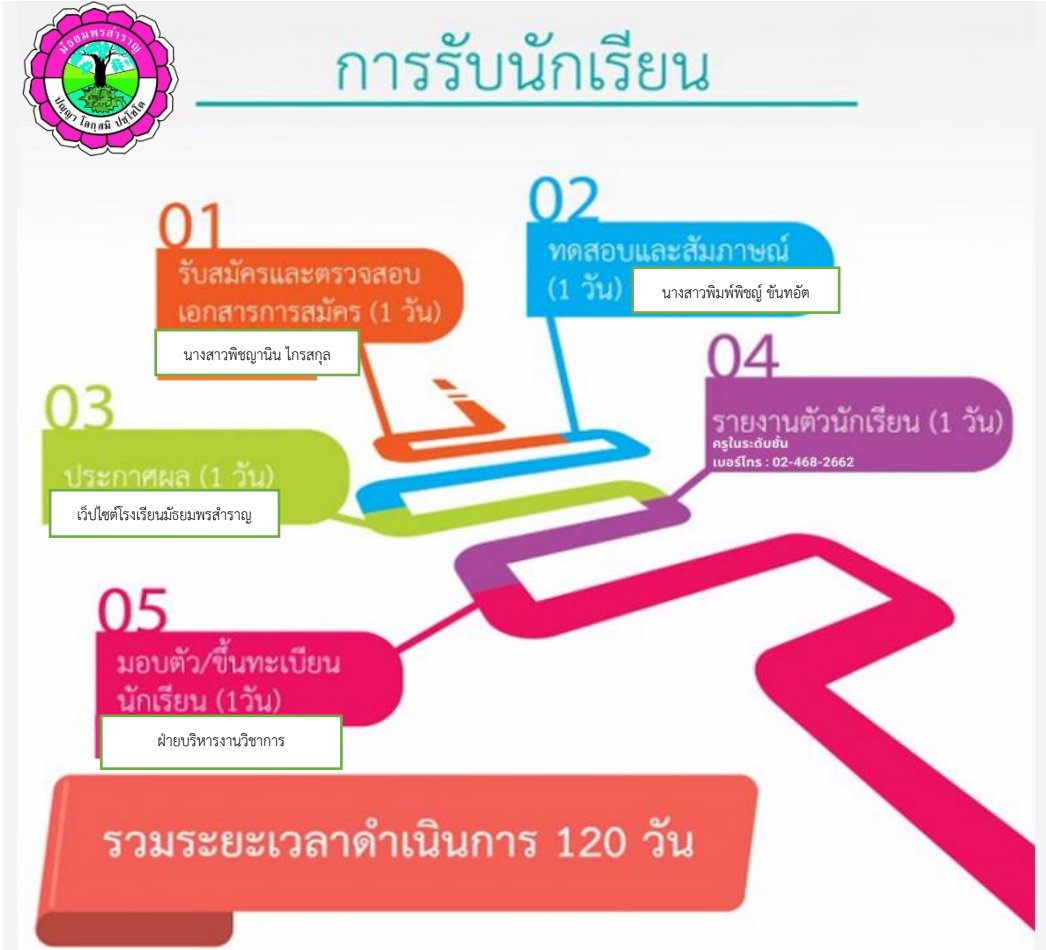 มัธยมพรสำราญ
ปญฺญา โลกสฺมิ ปชฺโชโต
การรับนักเรียน
01
รับสมัครและตรวจสอบ
เอกสารการสมัคร (1 วัน)
นางสาวพิชญานิน ไกรสกุล
02
ทดสอบและสัมภาษณ์
(1 วัน)
นางสาวพิมพ์พิชญ์ ขันทอัต
03
ประกาศผล (1 วัน)
เว็ปไซต์โรงเรียนมัธยมพรสำราญ
04
รายงานตัวนักเรียน (1 วัน)
ครูในระดับชั้น
เบอร์โทร : 02-468-2662
05
มอบตัว/ขึ้นทะเบียน
นักเรียน (1วัน)
ฝ่ายบริหารงานวิชาการ
รวมระยะเวลาดำเนินการ 120 วัน